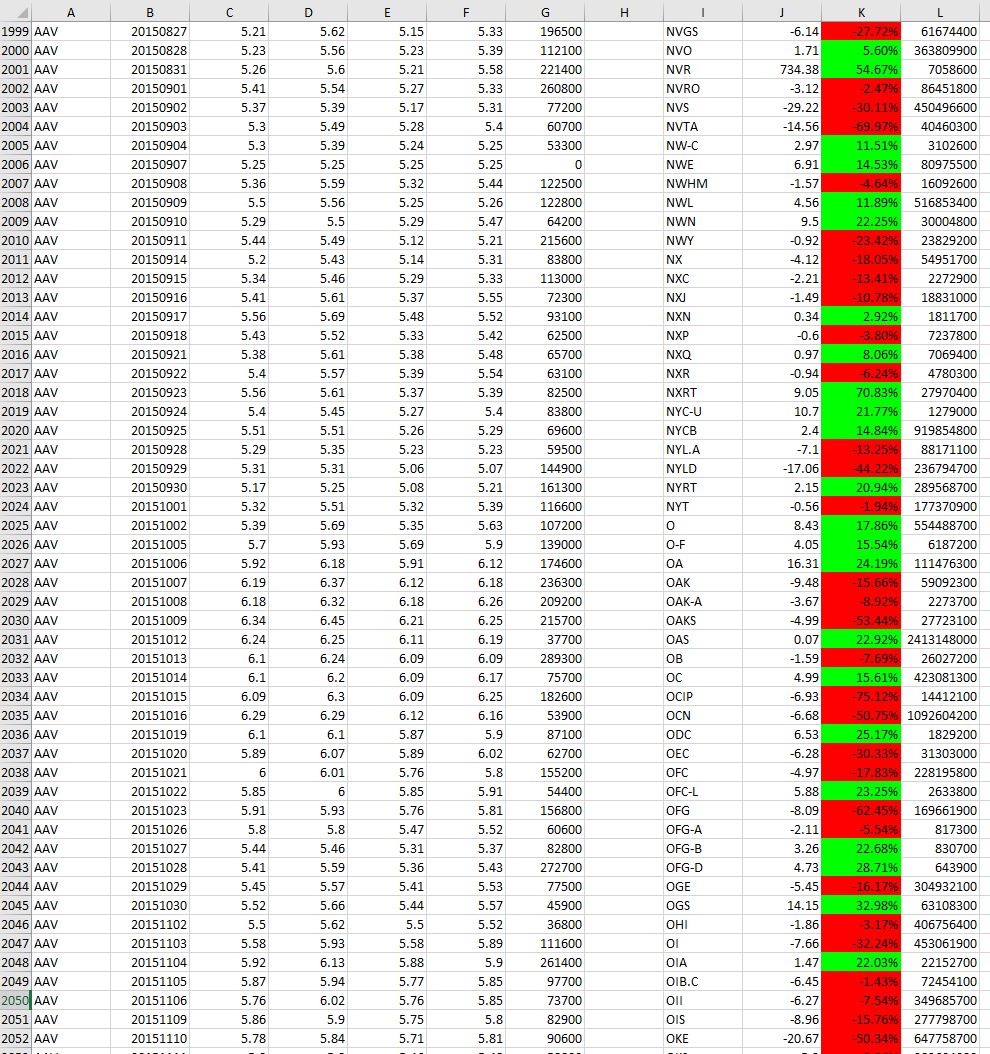 A B C D E F G H I J K L
1999 AAV 20150827 5.21 5.62 5.15 5.33 196500 NVGS -6.14 -27.72% 61674400
2000 AAV 20150828 5.23 5.56 5.23 5.39 112100 NVO 1.71 5.60% 363809900
2001 AAV 20150831 5.26 5.6 5.21 5.58 221400 NVR 734.38 54.67% 7058600
2002 AAV 20150901 5.41 5.54 5.27 5.33 260800 NVRO -3.12 -2.47% 86451800
2003 AAV 20150902 5.37 5.39 5.17 5.31 77200 NVS -29.22 -30.11% 450496600
2004 AAV 20150903 5.3 5.49 5.28 5.4 60700 NVTA -14.56 -69.97% 40460300
2005 AAV 20150904 5.3 5.39 5.24 5.25 53300 NW-C 2.97 11.51% 3102600
2006 AAV 20150907 5.25 5.25 5.25 5.25 0 NWE 6.91 14.53% 80975500
2007 AAV 20150908 5.36 5.59 5.32 5.44 122500 NWHM -1.57 -4.64% 16092600
2008 AAV 20150909 5.5 5.56 5.25 5.26 122800 NWL 4.56 11.89% 516853400
2009 AAV 20150910 5.29 5.5 5.29 5.47 64200 NWN 9.5 22.25% 30004800
2010 AAV 20150911 5.44 5.49 5.12 5.21 215600 NWY -0.92 -23.42% 23829200
2011 AAV 20150914 5.2 5.43 5.14 5.31 83800 NX -4.12 -18.05% 54951700
2012 AAV 20150915 5.34 5.46 5.29 5.33 113000 NXC -2.21 -13.41% 2272900
2013 AAV 20150916 5.41 5.61 5.37 5.55 72300 NXJ -1.49 -10.78% 18831000
2014 AAV 20150917 5.56 5.69 5.48 5.52 93100 NXN 0.34 2.92% 1811700
2015 AAV 20150918 5.43 5.52 5.33 5.42 62500 NXP -0.6 -3.80% 7237800
2016 AAV 20150921 5.38 5.61 5.38 5.48 65700 NXQ 0.97 8.06% 7069400
2017 AAV 20150922 5.4 5.57 5.39 5.54 63100 NXR -0.94 -6.24% 4780300
2018 AAV 20150923 5.56 5.61 5.37 5.39 82500 NXRT 9.05 70.83% 27970400
2019 AAV 20150924 5.4 5.45 5.27 5.4 83800 NYC-U 10.7 21.77% 1279000
2020 AAV 20150925 5.51 5.51 5.26 5.29 69600 NYCB 2.4 14.84% 919854800
2021 AAV 20150928 5.29 5.35 5.23 5.23 59500 NYL.A -7.1 -13.25% 88171100
2022 AAV 20150929 5.31 5.31 5.06 5.07 144900 NYLD -17.06 -44.22% 236794700
2023 AAV 20150930 5.17 5.25 5.08 5.21 161300 NYRT 2.15 20.94% 289568700
2024 AAV 20151001 5.32 5.51 5.32 5.39 116600 NYT -0.56 -1.94% 177370900
2025 AAV 20151002 5.39 5.69 5.35 5.63 107200 O 8.43 17.86% 554488700
2026 AAV 20151005 5.7 5.93 5.69 5.9 139000 O-F 4.05 15.54% 6187200
2027 AAV 20151006 5.92 6.18 5.91 6.12 174600 OA 16.31 24.19% 111476300
2028 AAV 20151007 6.19 6.37 6.12 6.18 236300 OAK -9.48 -15.66% 59092300
2029 AAV 20151008 6.18 6.32 6.18 6.26 209200 OAK-A -3.67 -8.92% 2273700
2030 AAV 20151009 6.34 6.45 6.21 6.25 215700 OAKS -4.99 -53.44% 27723100
2031 AAV 20151012 6.24 6.25 6.11 6.19 37700 OAS 0.07 22.92% 2413148000
2032 AAV 20151013 6.1 6.24 6.09 6.09 289300 OB -1.59 -7.69% 26027200
2033 AAV 20151014 6.1 6.2 6.09 6.17 75700 OC 4.99 15.61% 423081300
2034 AAV 20151015 6.09 6.3 6.09 6.25 182600 OCIP -6.93 -75.12% 14412100
2035 AAV 20151016 6.29 6.29 6.12 6.16 53900 OCN -6.68 -50.75% 1092604200
2036 AAV 20151019 6.1 6.1 5.87 5.9 87100 ODC 6.53 25.17% 1829200
2037 AAV 20151020 5.89 6.07 5.89 6.02 62700 OEC -6.28 -30.33% 31303000
2038 AAV 20151021 6 6.01 5.76 5.8 155200 OFC -4.97 -17.83% 228195800
2039 AAV 20151022 5.85 6 5.85 5.91 54400 OFC-L 5.88 23.25% 2633800
2040 AAV 20151023 5.91 5.93 5.76 5.81 156800 OFG -8.09 -62.45% 169661900
2041 AAV 20151026 5.8 5.8 5.47 5.52 60600 OFG-A -2.11 -5.54% 817300
2042 AAV 20151027 5.44 5.46 5.31 5.37 82800 OFG-B 3.26 22.68% 830700
2043 AAV 20151028 5.41 5.59 5.36 5.43 272700 OFG-D 4.73 28.71% 643900
2044 AAV 20151029 5.45 5.57 5.41 5.53 77500 OGE -5.45 -16.17% 304932100
2045 AAV 20151030 5.52 5.66 5.44 5.57 45900 OGS 14.15 32.98% 63108300
2046 AAV 20151102 5.5 5.62 5.5 5.52 36800 OHI -1.86 -3.17% 406756400
2047 AAV 20151103 5.58 5.93 5.58 5.89 111600 OI -7.66 -32.24% 453061900
2048 AAV 20151104 5.92 6.13 5.88 5.9 261400 OIA 1.47 22.03% 22152700
2049 AAV 20151105 5.87 5.94 5.77 5.85 97700 OIB.C -6.45 -1.43% 72454100
2050 AAV 20151106 5.76 6.02 5.76 5.85 73700 OII -6.27 -7.54% 349685700
2051 AAV 20151109 5.86 5.9 5.75 5.8 82900 OIS -8.96 -15.76% 277798700
2052 AAV 20151110 5.78 5.84 5.71 5.81 90600 OKE -20.67 -50.34% 647758700